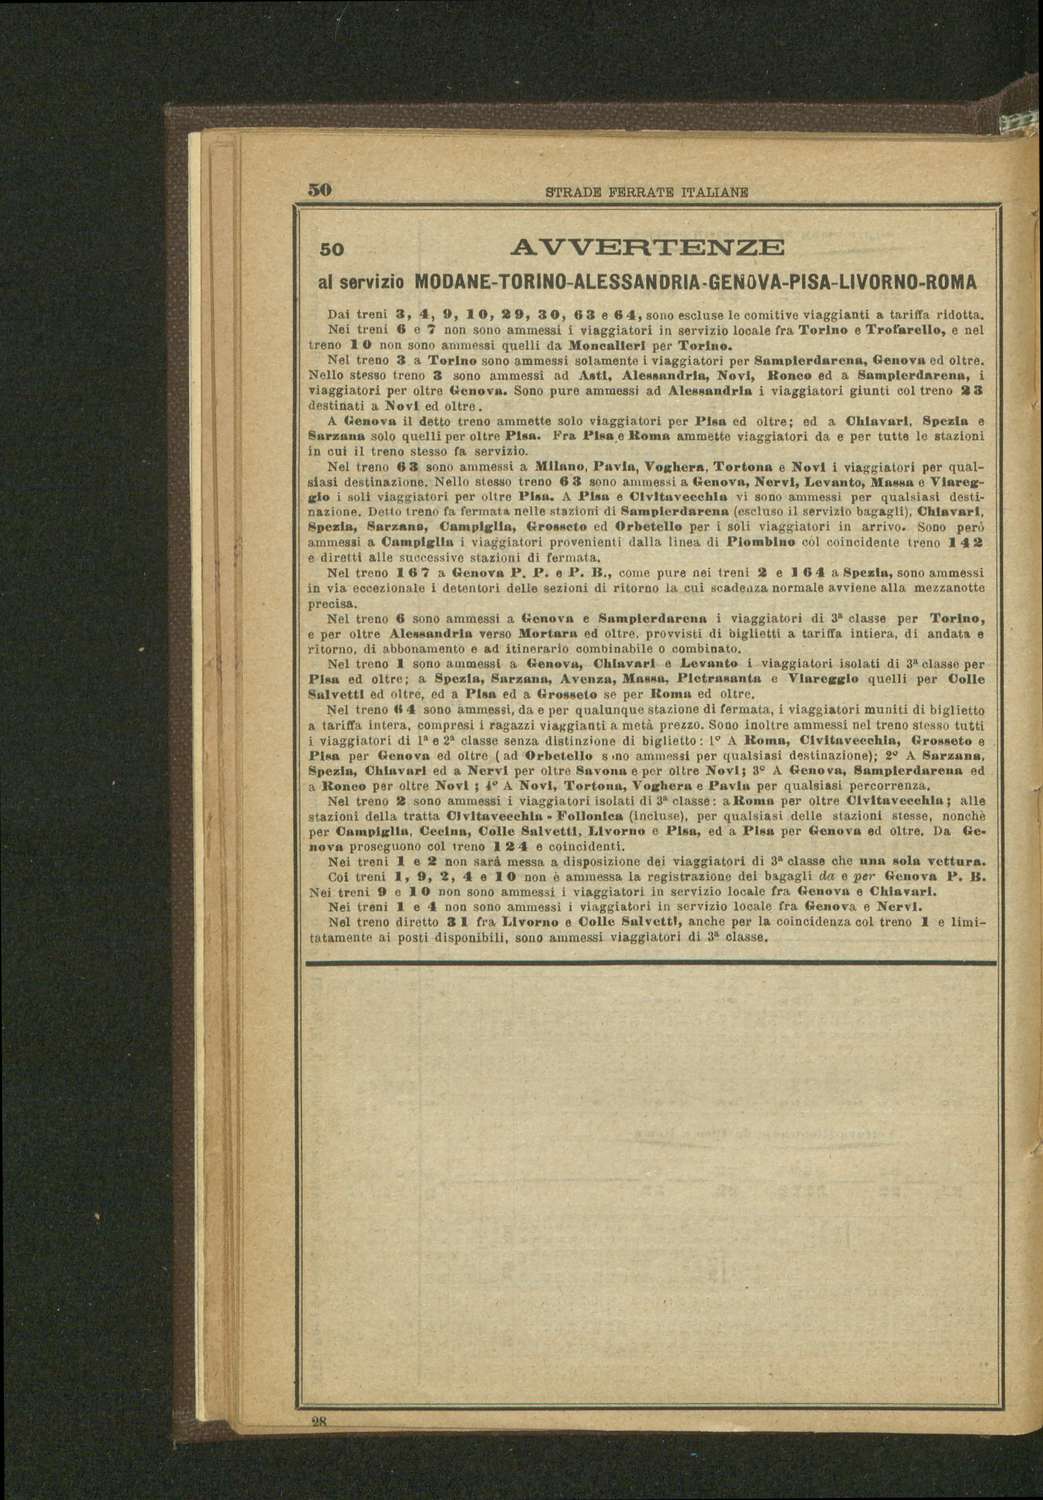 50 STRADE FERRATE ITALIANE
50 AVVERTENZE
al servizio MODANE-TORINO-ALESSANDRIA-GENOVA-PISA-LIVORNO-ROMA
Dai treni 3, 4, 9, 10, 29, 30, 63 e 64, sono escluse le comitive viaggianti a tariffa ridotta.
Nei treni 6 e 7 non sono ammessi i viaggiatori in servizio locale fra Torino e Trofarello, e nel
treno 10 non sono ammessi quelli da Moncalieri per Torino.
Nel treno 3 a Torino sono ammessi solamente i viaggiatori per Sampierdarena, Genova ed oltre.
Nello stesso treno 3 sono ammessi ad Asti, Alessandria, Novi, Ronco ed a Sampierdarena, i
viaggiatori per oltre Genova. Sono pure ammessi ad Alessandria i viaggiatori giunti col treno 23
destinati a Novi ed oltre.
A Genova il detto treno ammette solo viaggiatori per Pisa ed oltre; ed a Chiavari, Spezia e
Sarzana solo quelli per oltre Pisa. Fra Pisa e Roma ammette viaggiatori da e per tutte le stazioni
in cui il treno stesso fa servizio.
Nel treno 63 sono ammessi a Milano, Pavia, Voghera, Tortona e Novi i viaggiatori per qual-
siasi destinazione. Nello stesso treno 63 sono ammessi a Genova, Nervi, Levanto, Massa e Viareg-
gio i soli viaggiatori per oltre Pisa. A Pisa e Civitavecchia vi sono ammessi per qualsiasi desti-
nazione. Detto treno fa fermata nelle stazioni di Sampierdarena (escluso il servizio bagagli), Chiavari,
Spezia, Sarzana, Campiglia, Grosseto ed Orbetello per i soli viaggiatori in arrivo. Sono però
ammessi a Campiglia i viaggiatori provenienti dalla linea di Piombino col coincidente treno 142
e diretti alle successive stazioni di fermata.
Nel treno 167 a Genova P. P. e P. B., come pure nei treni 2 e 164 a Spezia, sono ammessi
in via eccezionale i detentori delle sezioni di ritorno la cui scadenza normale avviene alla mezzanotte
precisa.
Nel treno 6 sono ammessi a Genova e Sampierdarena i viaggiatori di 3ª classe per Torino,
e per oltre Alessandria verso Mortara ed oltre, provvisti di biglietti a tariffa intiera, di andata e
ritorno, di abbonamento e ad itinerario combinabile o combinato.
Nel treno 1 sono ammessi a Genova, Chiavari e Levanto i viaggiatori isolati di 3ª classe per
Pisa ed oltre; a Spezia, Sarzana, Avenza, Massa, Pietrasanta e Viareggio quelli per Colle
Salvetti ed oltre, ed a Pisa ed a Grosseto se per Roma ed oltre.
Nel treno 64 sono ammessi, da e per qualunque stazione di fermata, i viaggiatori muniti di biglietto
a tariffa intera, compresi i ragazzi viaggianti a metà prezzo. Sono inoltre ammessi nel treno stesso tutti
i viaggiatori di 1ª e 2ª classe senza distinzione di biglietto: 1º A Roma, Civitavecchia, Grosseto e
Pisa per Genova ed oltre (ad Orbetello sono ammessi per qualsiasi destinazione); 2º A Sarzana,
Spezia, Chiavari ed a Nervi per oltre Savona e per oltre Novi; 3º A Genova, Sampierdarena ed
a Ronco per oltre Novi; 4º A Novi, Tortona, Voghera e Pavia per qualsiasi percorrenza.
Nel treno 2 sono ammessi i viaggiatori isolati di 3ª classe: a Roma per oltre Civitavecchia; alle
stazioni della tratta Civitavecchia-Follonica (incluse), per qualsiasi delle stazioni stesse, nonchè
per Campiglia, Cecina, Colle Salvetti, Livorno e Pisa, ed a Pisa per Genova ed oltre. Da Ge-
nova proseguono col treno 124 e coincidenti.
Nei treni 1 e 2 non sarà messa a disposizione dei viaggiatori di 3ª classe che una sola vettura.
Coi treni 1, 9, 2, 4 e 10 non è ammessa la registrazione dei bagagli da e per Genova P. B.
Nei treni 9 e 10 non sono ammessi i viaggiatori in servizio locale fra Genova e Chiavari.
Nei treni 1 e 4 non sono ammessi i viaggiatori in servizio locale fra Genova e Nervi.
Nel treno diretto 31 fra Livorno e Colle Salvetti, anche per la coincidenza col treno 1 e limi-
tatamente ai posti disponibili, sono ammessi viaggiatori di 3ª classe.
28